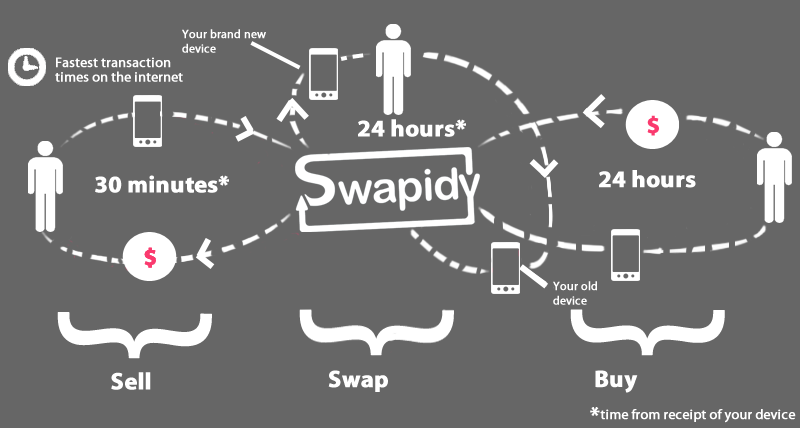 Your brand new
device
Fastest transaction
times on the internet
24 hours*
$
30 minutes*
Swapidy
24 hours
$
Your old
device
Sell
Swap
Buy
*time from receipt of your device